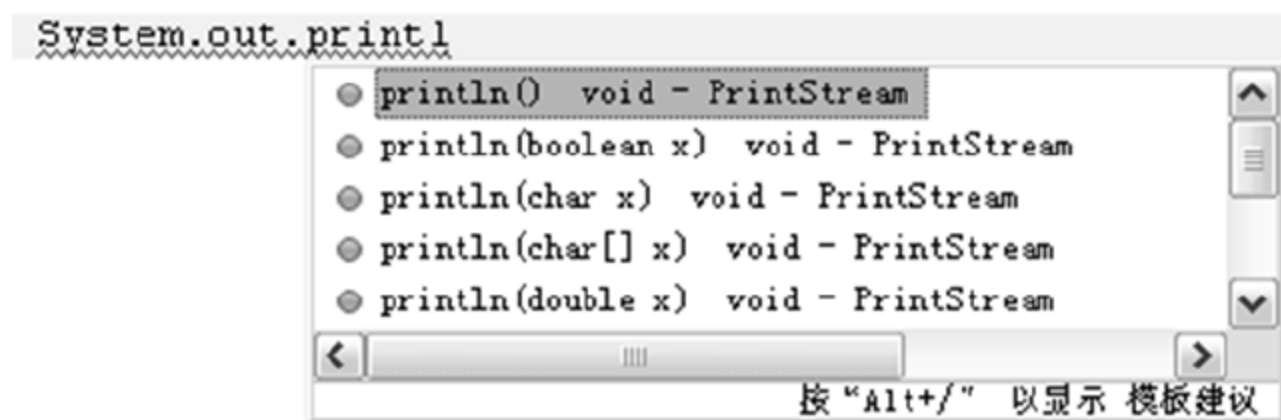 System.out.printl
println()  void - PrintStream
println(boolean x)  void - PrintStream
println(char x)  void - PrintStream
println(char[] x)  void - PrintStream
println(double x)  void - PrintStream
按“Alt+/” 以显示 模板建议